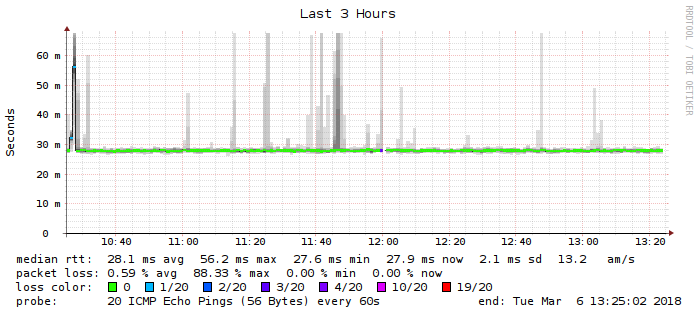 Last 3 Hours
RRDTOOL / TOBI OETIKER
Seconds
60 m
50 m
40 m
30 m
20 m
10 m
0
10:40 11:00 11:20 11:40 12:00 12:20 12:40 13:00 13:20
median rtt: 28.1 ms avg 56.2 ms max 27.6 ms min 27.9 ms now 2.1 ms sd 13.2 am/s
packet loss: 0.59 % avg 88.33 % max 0.00 % min 0.00 % now
loss color: 0 1/20 2/20 3/20 4/20 10/20 19/20
probe: 20 ICMP Echo Pings (56 Bytes) every 60s end: Tue Mar 6 13:25:02 2018